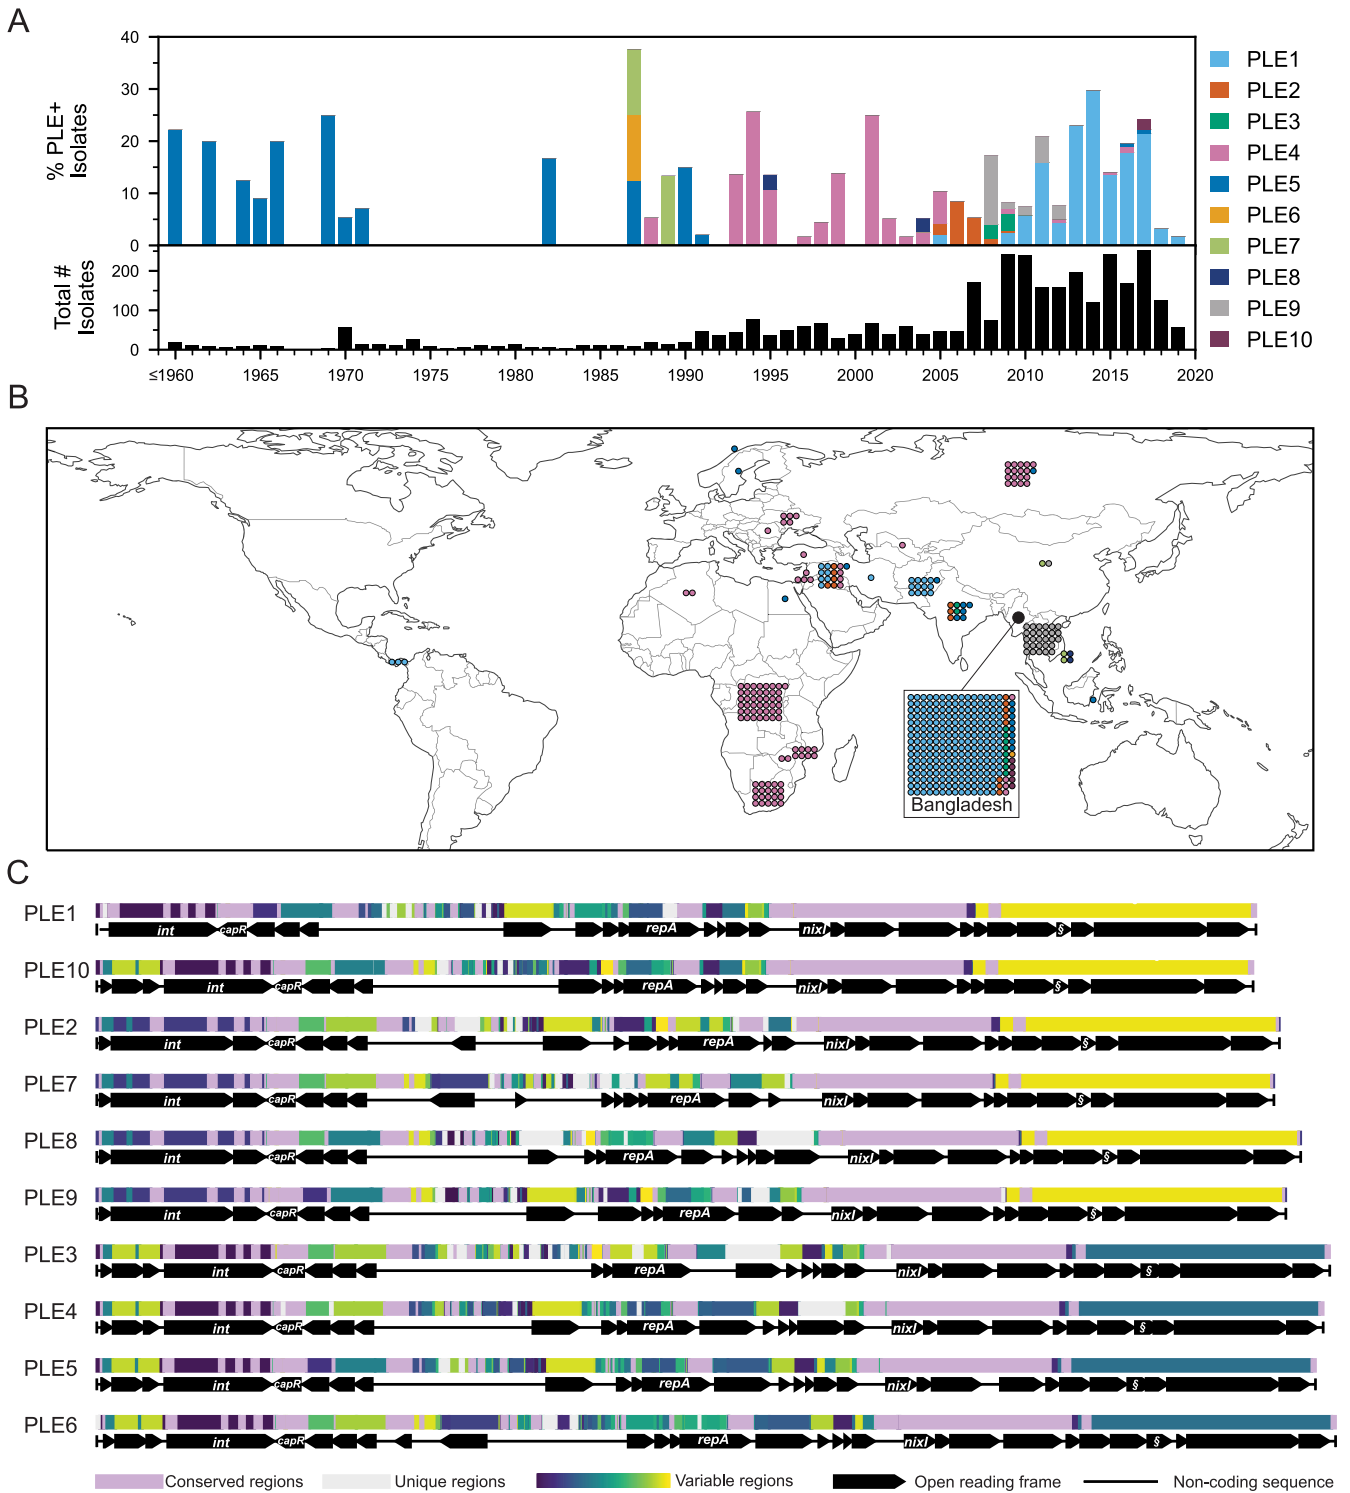 A
% PLE+
Isolates
40
30
20
10
0
Total #
Isolates
200
100
0
≤1960 1965 1970 1975 1980 1985 1990 1995 2000 2005 2010 2015 2020
PLE1
PLE2
PLE3
PLE4
PLE5
PLE6
PLE7
PLE8
PLE9
PLE10
B
Bangladesh
C
PLE1
int capR repA nixI §
PLE10
int capR repA nixI §
PLE2
int capR repA nixI §
PLE7
int capR repA nixI §
PLE8
int capR repA nixI §
PLE9
int capR repA nixI §
PLE3
int capR repA nixI §
PLE4
int capR repA nixI §
PLE5
int capR repA nixI §
PLE6
int capR repA nixI §
Conserved regions Unique regions Variable regions Open reading frame Non-coding sequence